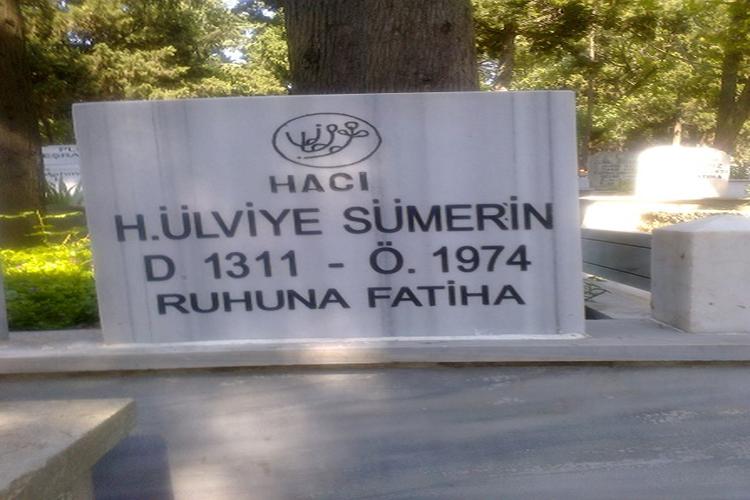 HACI
H.ÜLVİYE SÜMERİN
D. 1311 - Ö. 1974
RUHUNA FATİHA